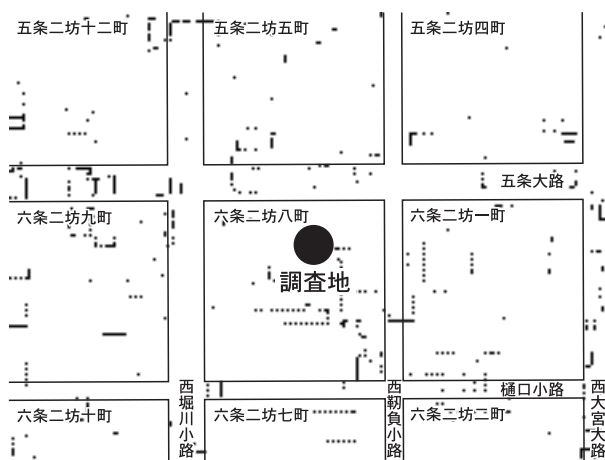 五条二坊十二町
五条二坊五町
五条二坊四町
五条大路
六条二坊九町
六条二坊八町
六条二坊一町
調査地
樋口小路
西堀川小路
西靭負小路
西大宮大路
六条二坊十町
六条二坊七町
六条二坊二町